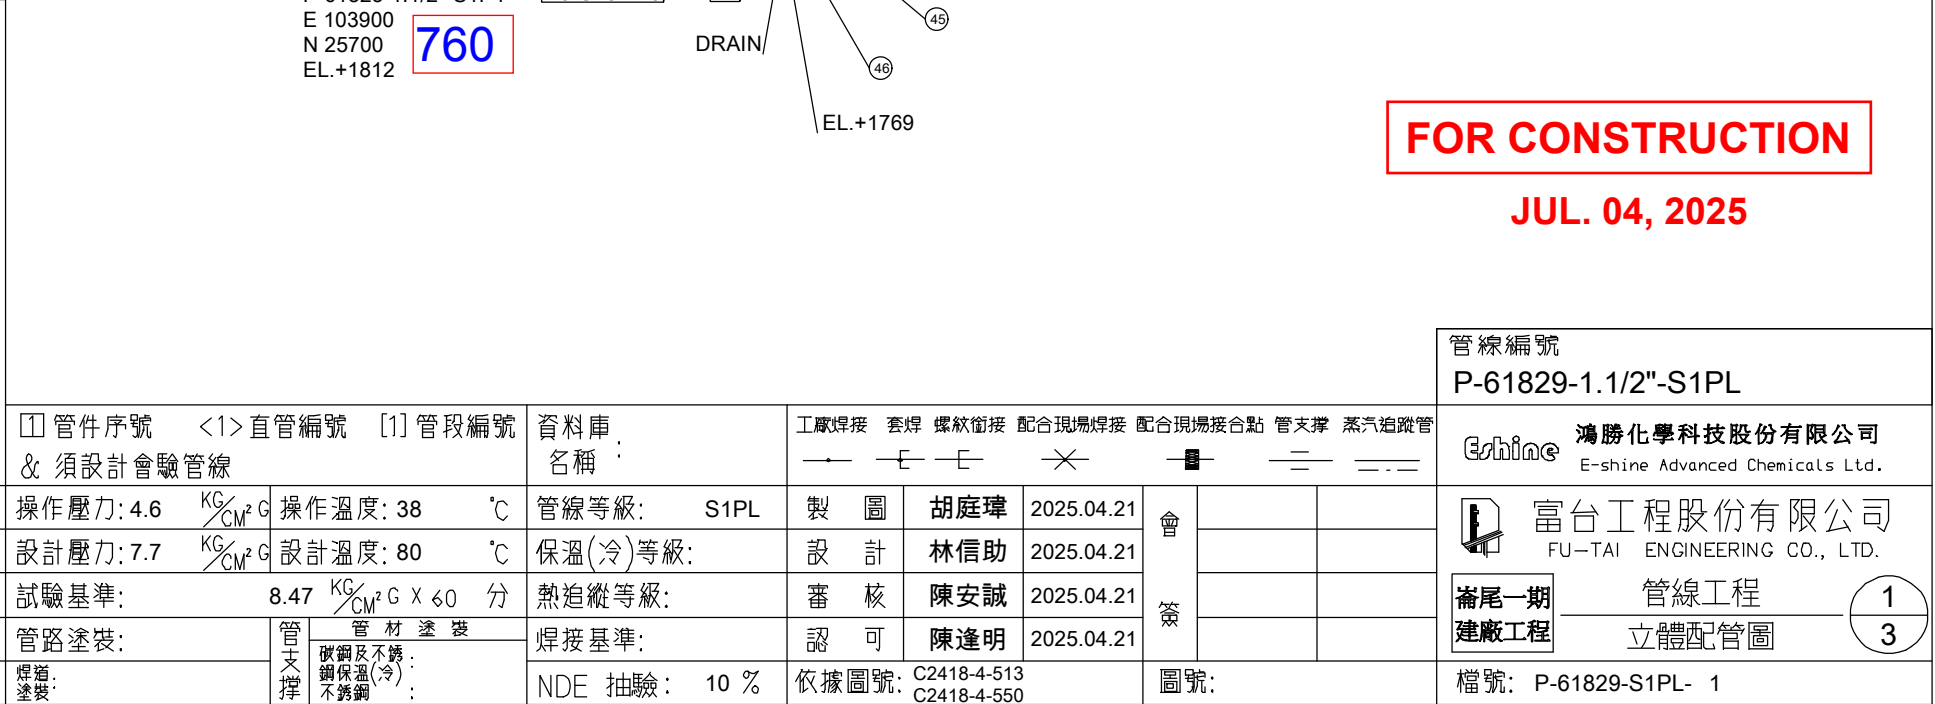 E 103900
N 25700
EL.+1812
760
DRAIN
45
46
EL.+1769
FOR CONSTRUCTION
JUL. 04, 2025
管線編號
P-61829-1.1/2"-S1PL
1 管件序號 <1>直管編號 [1]管段編號
& 須設計會驗管線
資料庫
名稱 :
工廠焊接 套焊 螺紋銜接 配合現場焊接 配合現場接合點 管支撐 蒸汽追蹤管
Eshine 鴻勝化學科技股份有限公司
E-shine Advanced Chemicals Ltd.
操作壓力: 4.6 KG/CM² G 操作溫度: 38 °C 管線等級: S1PL 製圖 胡庭瑋 2025.04.21 會
設計壓力: 7.7 KG/CM² G 設計溫度: 80 °C 保溫(冷)等級: 設計 林信助 2025.04.21
富台工程股份有限公司
FU-TAI ENGINEERING CO., LTD.
試驗基準: 8.47 KG/CM² G X 60 分 熱追縱等級: 審核 陳安誠 2025.04.21 簽
管路塗裝: 管支撐 管材塗裝 焊接基準: 認可 陳逢明 2025.04.21
碳鋼及不銹
鋼保溫(冷) :
不銹鋼 :
焊道.
塗裝:
NDE 抽驗: 10 % 依據圖號: C2418-4-513
C2418-4-550
圖號:
崙尾一期
建廠工程
管線工程
立體配管圖
1
3
檔號: P-61829-S1PL- 1